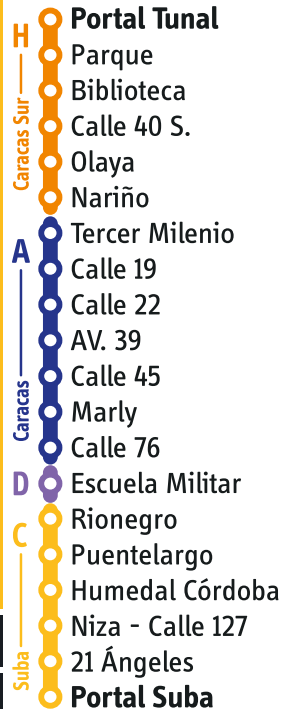 H
Caracas Sur
Portal Tunal
Parque
Biblioteca
Calle 40 S.
Olaya
Nariño
A
Caracas
Tercer Milenio
Calle 19
Calle 22
AV. 39
Calle 45
Marly
Calle 76
D
Escuela Militar
C
Suba
Rionegro
Puentelargo
Humedal Córdoba
Niza - Calle 127
21 Ángeles
Portal Suba